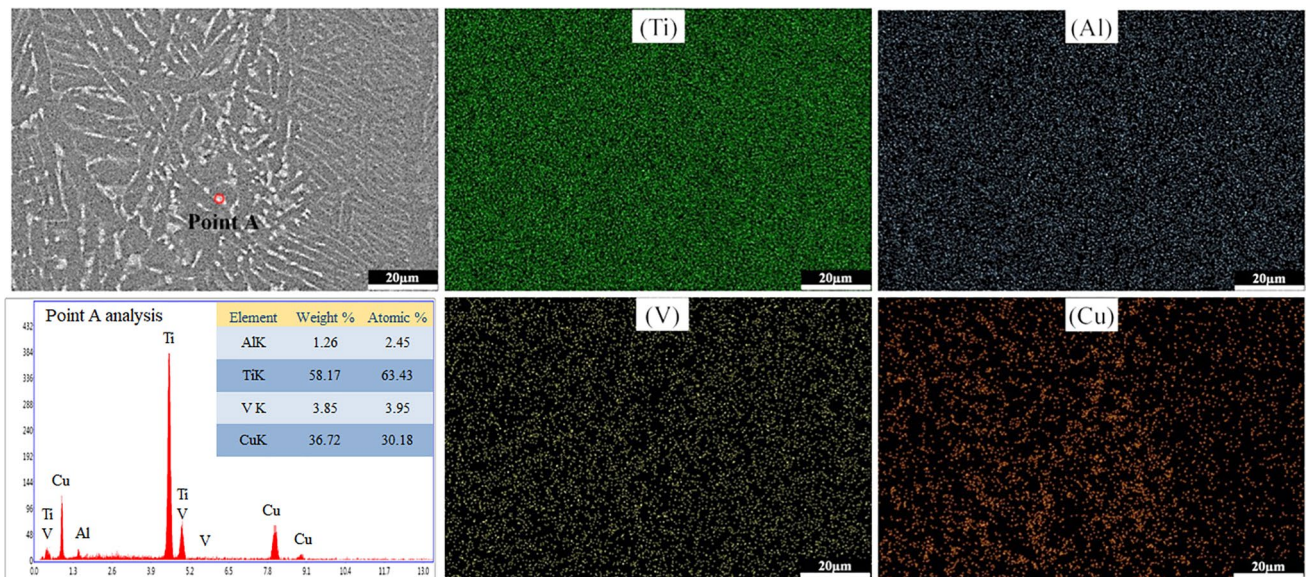 (Ti)
(Al)
Point A
20μm
20μm
20μm
Point A analysis
Element Weight % Atomic %
AlK 1.26 2.45
TiK 58.17 63.43
V K 3.85 3.95
CuK 36.72 30.18
432
384
336
288
240
192
144
96
48
0
Ti
Cu
Ti
V
Al
Ti
V
V
Cu
Cu
0.0 1.3 2.6 3.9 5.2 6.5 7.8 9.1 10.4 11.7 13.0
(V)
(Cu)
20μm
20μm